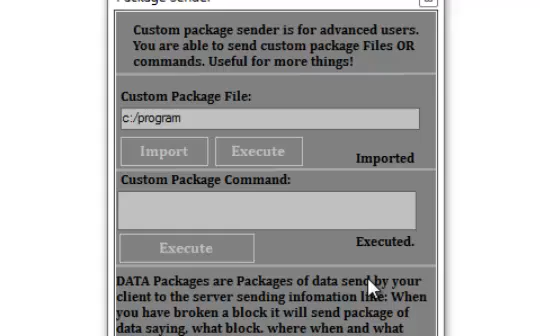 Package Sender
Custom package sender is for advanced users.
You are able to send custom package Files OR
commands. Useful for more things!
Custom Package File:
c:/program
Import Execute
Imported
Custom Package Command:
Execute
Executed.
DATA Packages are Packages of data send by your
client to the server sending infomation like: When
you have broken a block it will send package of
data saying, what block, where when and what